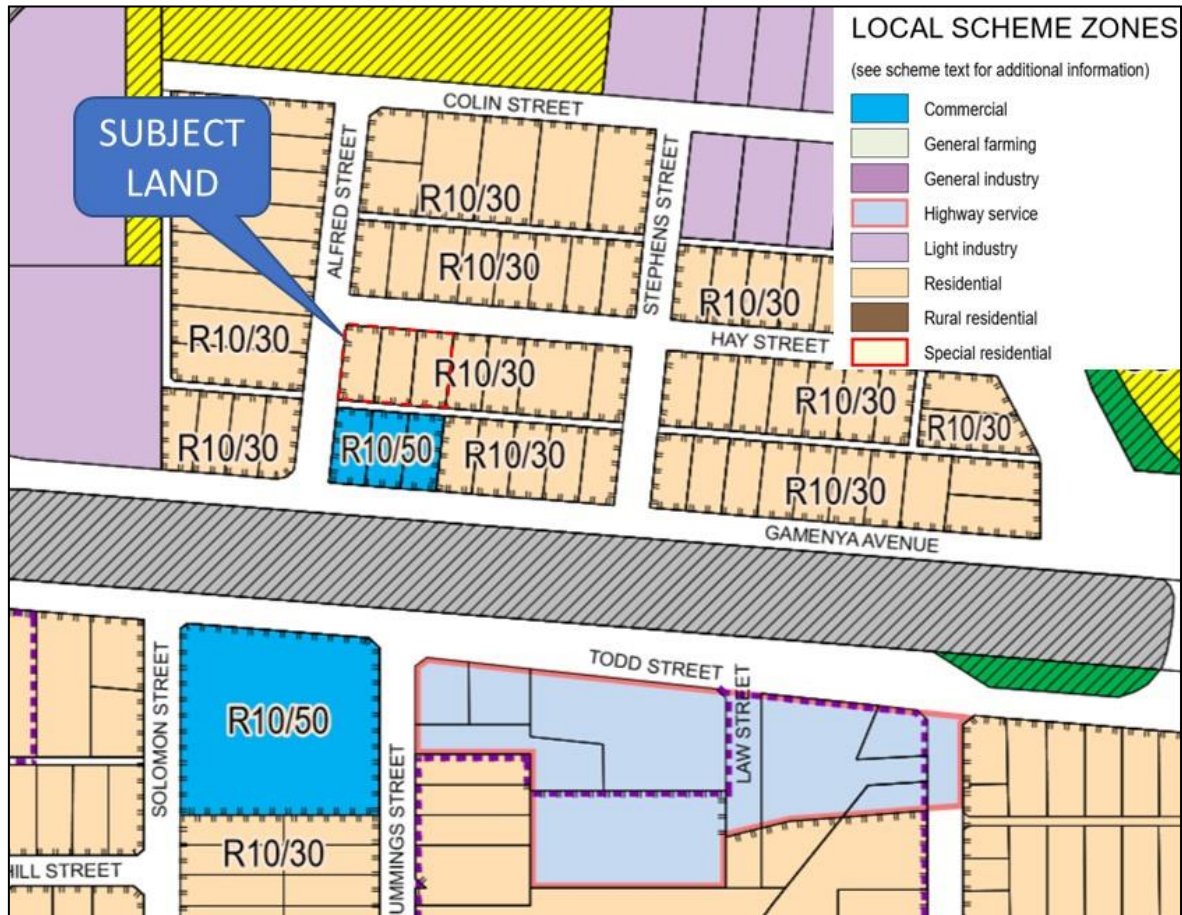 LOCAL SCHEME ZONES
(see scheme text for additional information)
Commercial
General farming
General industry
Highway service
Light industry
Residential
Rural residential
Special residential
SUBJECT
LAND
COLIN STREET
ALFRED STREET
STEPHENS STREET
R10/30
R10/30
R10/30
R10/30
HAY STREET
R10/30
R10/30
R10/30
R10/30
R10/50
R10/30
R10/30
GAMENYA AVENUE
TODD STREET
LAW STREET
SOLOMON STREET
R10/50
UMMINGS STREET
R10/30
HILL STREET